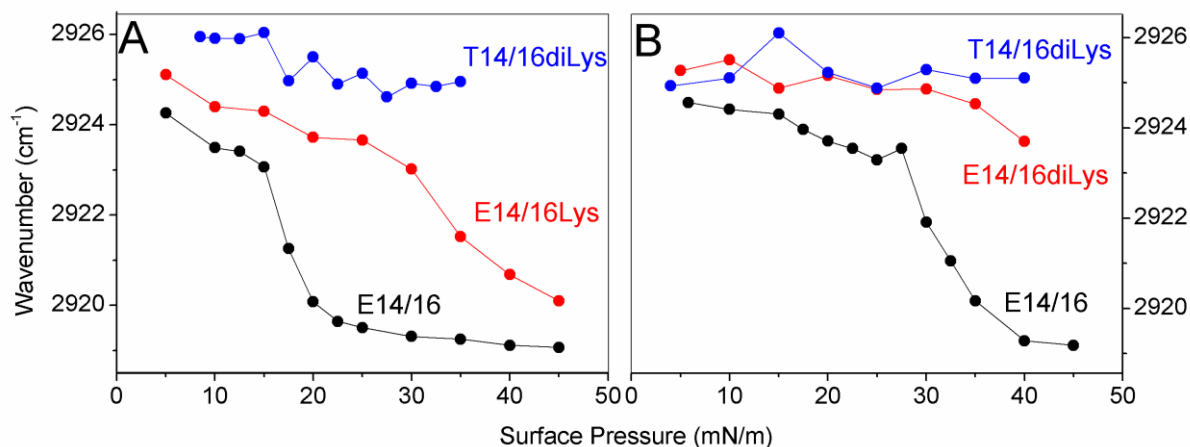 A
B
2926
2924
2922
2920
Wavenumber (cm⁻¹)
T14/16diLys
E14/16Lys
E14/16
0 10 20 30 40 50
T14/16diLys
E14/16diLys
E14/16
2926
2924
2922
2920
0 10 20 30 40 50
Surface Pressure (mN/m)